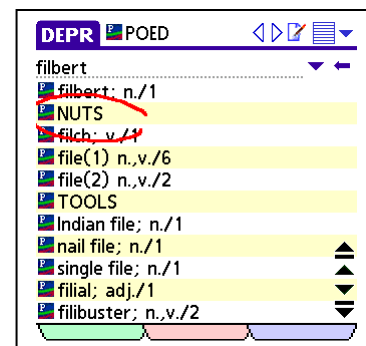 DEPR POED
filbert
filbert; n./1
NUTS
filch; v./1
file(1) n.,v./6
file(2) n.,v./2
TOOLS
Indian file; n./1
nail file; n./1
single file; n./1
filial; adj./1
filibuster; n.,v./2